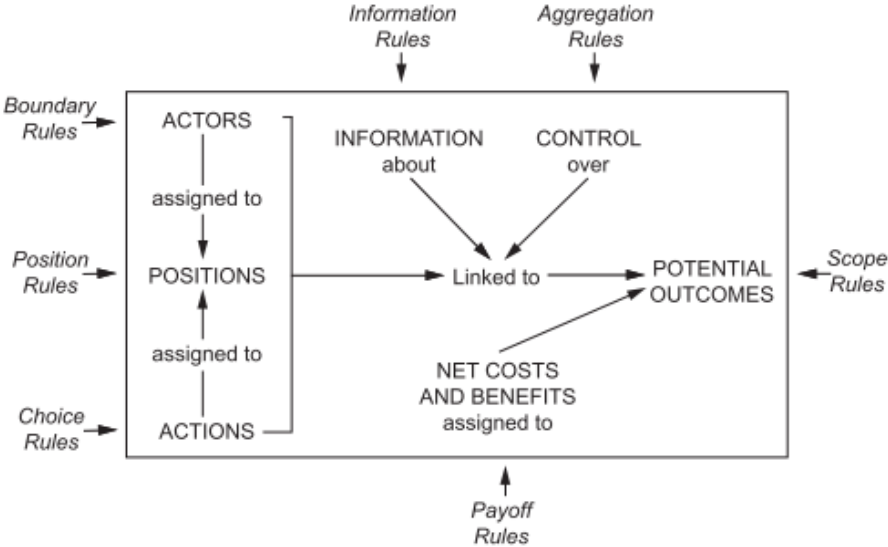 Information
Rules
Aggregation
Rules
Boundary
Rules
ACTORS
INFORMATION
about
CONTROL
over
assigned to
Position
Rules
POSITIONS
Linked to
POTENTIAL
OUTCOMES
Scope
Rules
assigned to
NET COSTS
AND BENEFITS
assigned to
Choice
Rules
ACTIONS
Payoff
Rules